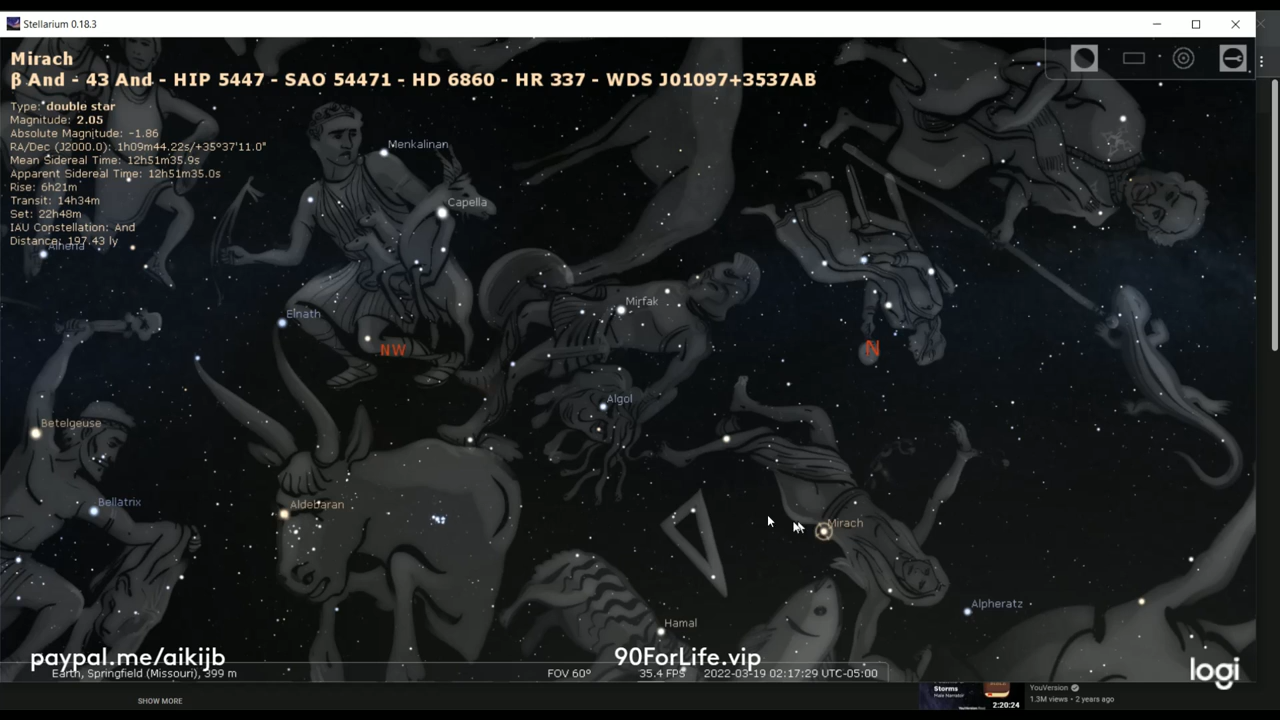 Stellarium 0.18.3
Mirach
β And - 43 And - HIP 5447 - SAO 54471 - HD 6860 - HR 337 - WDS J01097+3537AB
Type: double star
Magnitude: 2.05
Absolute Magnitude: -1.86
RA/Dec (J2000.0): 1h09m44.22s/+35°37'11.0"
Mean Sidereal Time: 12h51m35.9s
Apparent Sidereal Time: 12h51m35.0s
Rise: 6h21m
Transit: 14h34m
Set: 22h48m
IAU Constellation: And
Distance: 197.43 ly
Alhena
Menkalinan
Capella
Mirfak
Elnath
NW
N
Algol
Betelgeuse
Bellatrix
Aldebaran
Mirach
Alpheratz
Hamal
paypal.me/aikijb
90ForLife.vip
logi
Earth, Springfield (Missouri), 399 m
FOV 60°
35.4 FPS
2022-03-19 02:17:29 UTC-05:00
SHOW MORE
Storms
Male Narrator
2:20:24
YouVersion
1.3M views • 2 years ago